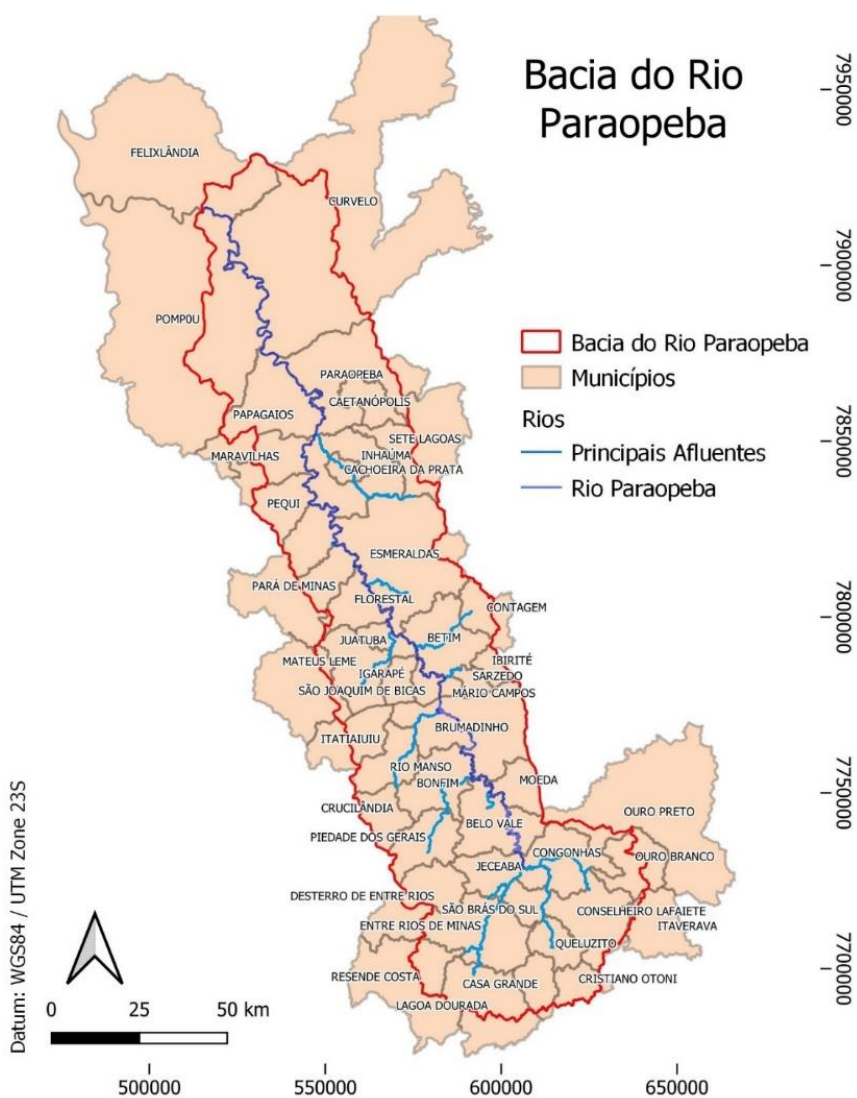 Bacia do Rio
Paraopeba
7950000
FELIXLÂNDIA
CURVELO
7900000
POMPOU
Bacia do Rio Paraopeba
Municípios
Rios
Principais Afluentes
Rio Paraopeba
PARAOPEBA
CAETANÓPOLIS
PAPAGAIOS
7850000
SETE LAGOAS
MARAVILHAS
INHAÚMA
CACHOEIRA DA PRATA
PEQUI
ESMERALDAS
PARÁ DE MINAS
FLORESTAL
CONTAGEM
7800000
JUATUBA
BETIM
MATEUS LEME
IBIRITÉ
IGARAPÉ
SARZEDO
SÃO JOAQUIM DE BICAS
MÁRIO CAMPOS
BRUMADINHO
ITATIAIUIU
RIO MANSO
MOEDA
BONFIM
7750000
CRUCILÂNDIA
OURO PRETO
BELO VALE
PIEDADE DOS GERAIS
CONGONHAS
OURO BRANCO
JECEABA
DESTERRO DE ENTRE RIOS
SÃO BRÁS DO SUL
CONSELHEIRO LAFAIETE
ENTRE RIOS DE MINAS
ITAVERAVA
QUELUZITO
7700000
RESENDE COSTA
CASA GRANDE
CRISTIANO OTONI
LAGOA DOURADA
Datum: WGS84 / UTM Zone 23S
0 25 50 km
500000 550000 600000 650000